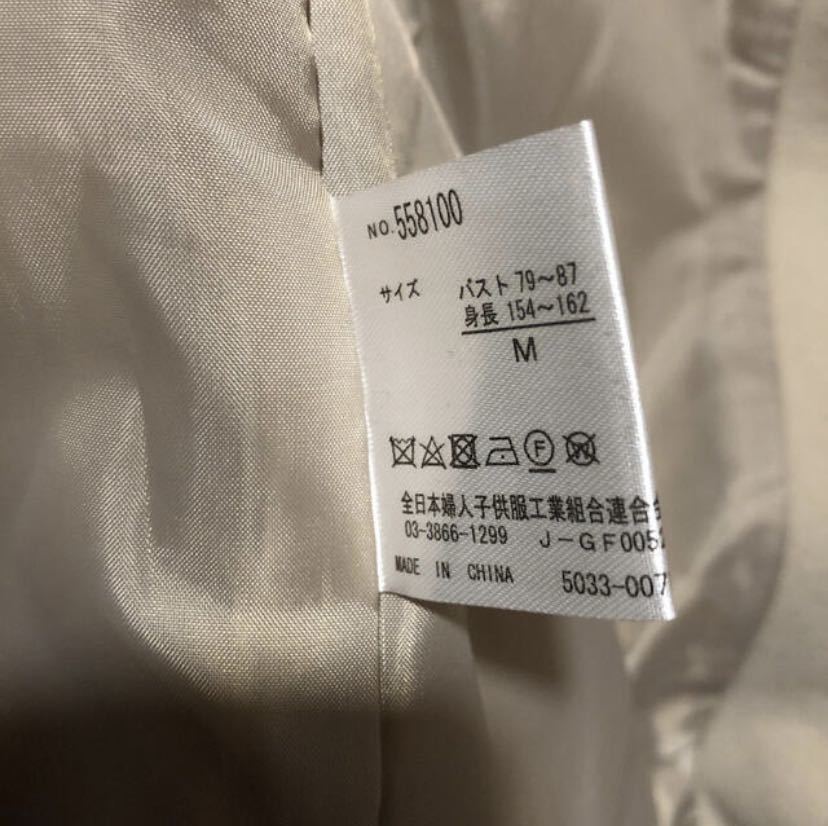 NO.558100
サイズ バスト 79～87
身長 154～162
M
F W
全日本婦人子供服工業組合連合
03-3866-1299 J-GF005
MADE IN CHINA 5033-007